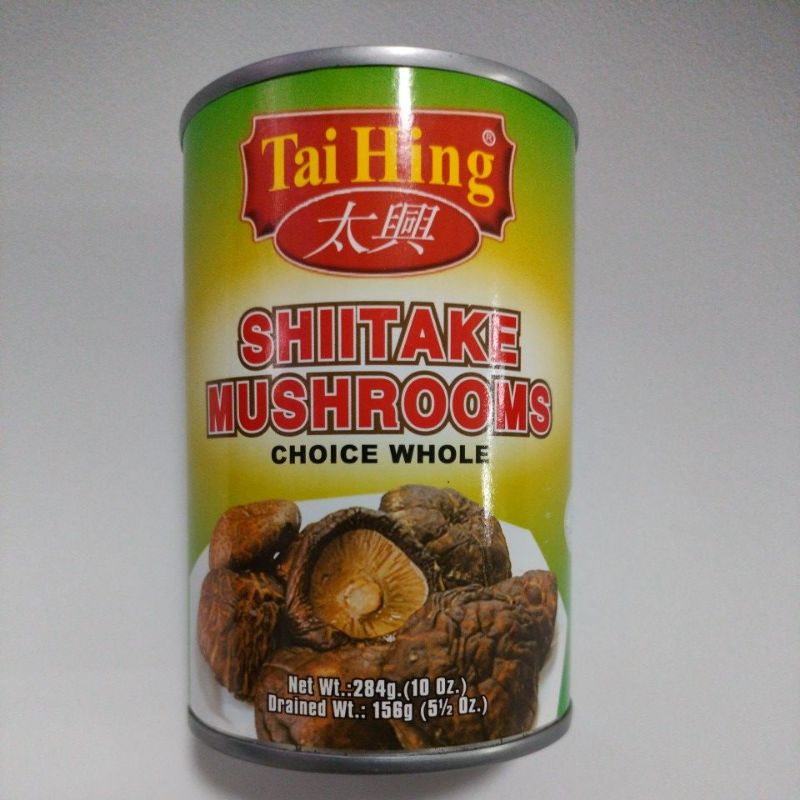 Tai Hing®
太興
SHIITAKE
MUSHROOMS
CHOICE WHOLE
Net Wt.:284g.(10 Oz.)
Drained Wt.: 156g (5½ Oz.)